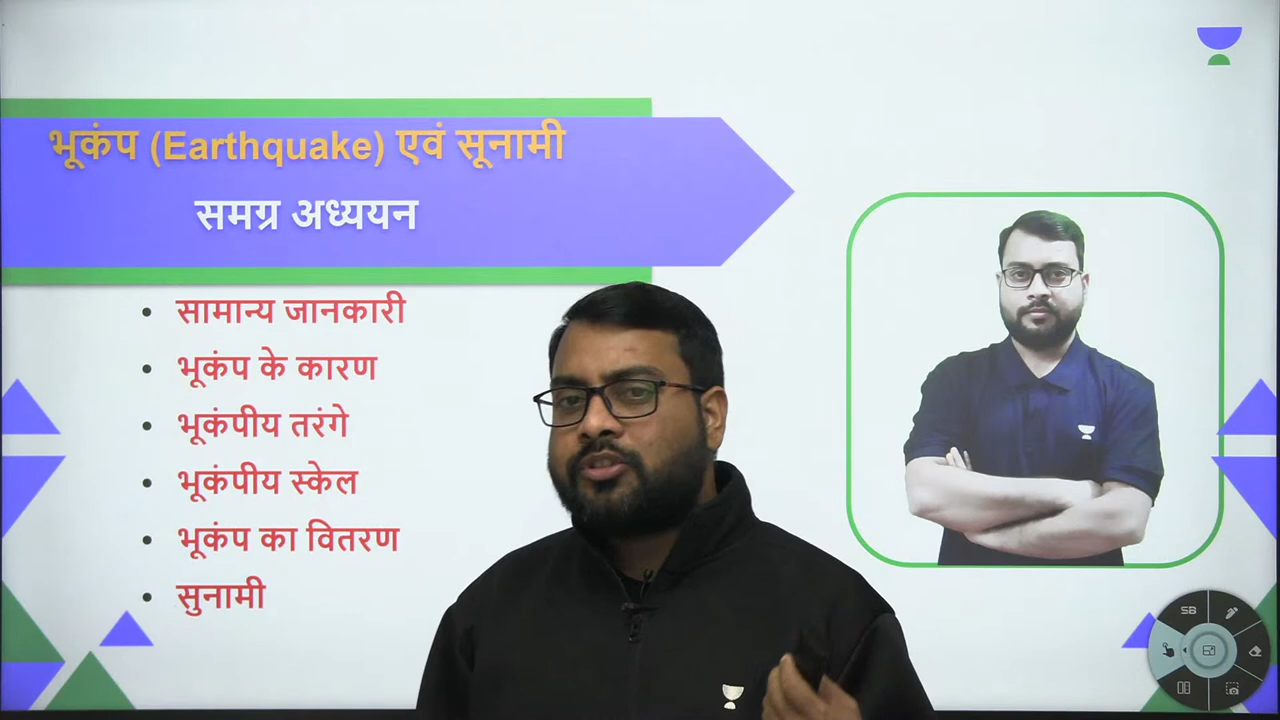 भूकंप (Earthquake) एवं सूनामी
समग्र अध्ययन
• सामान्य जानकारी
• भूकंप के कारण
• भूकंपीय तरंगे
• भूकंपीय स्केल
• भूकंप का वितरण
• सुनामी
SB